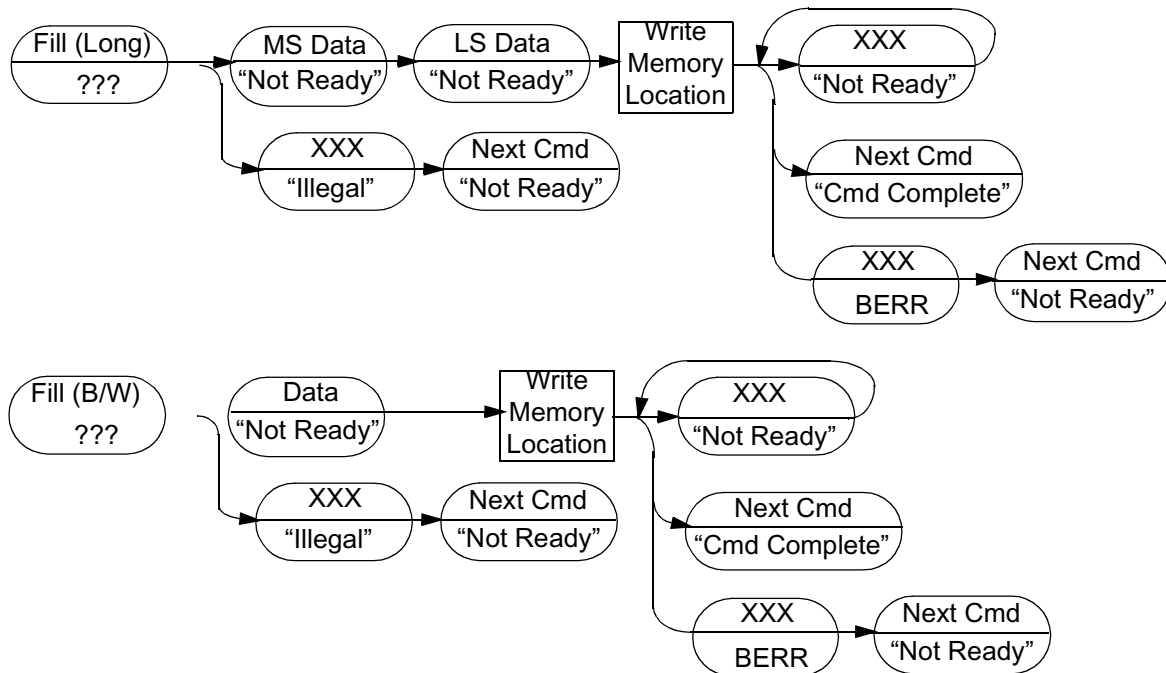 Fill (Long)
???
MS Data
“Not Ready”
LS Data
“Not Ready”
Write
Memory
Location
XXX
“Not Ready”
XXX
“Illegal”
Next Cmd
“Not Ready”
Next Cmd
“Cmd Complete”
XXX
BERR
Next Cmd
“Not Ready”
Fill (B/W)
???
Data
“Not Ready”
Write
Memory
Location
XXX
“Not Ready”
XXX
“Illegal”
Next Cmd
“Not Ready”
Next Cmd
“Cmd Complete”
XXX
BERR
Next Cmd
“Not Ready”